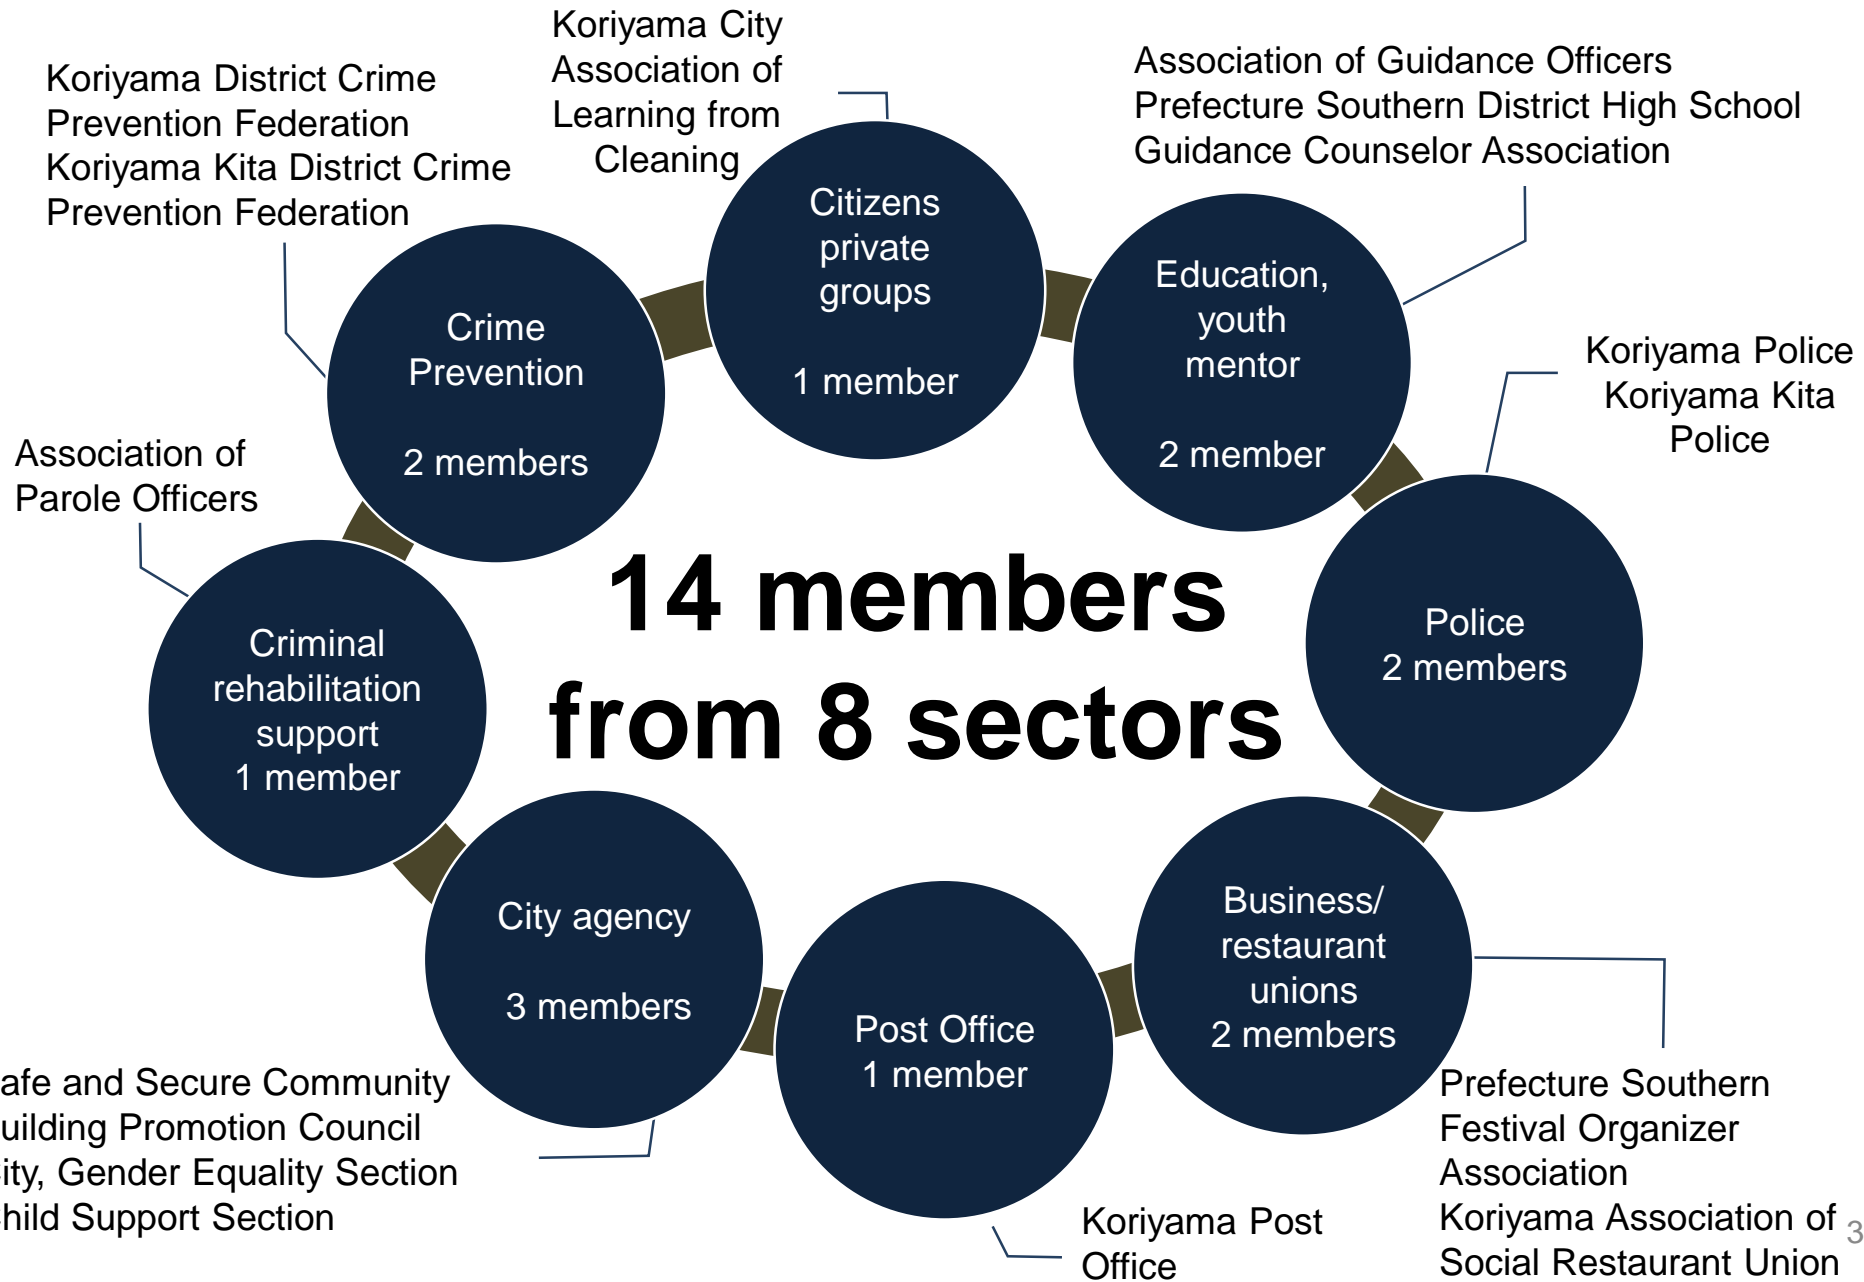 Koriyama City
Association of
Learning from
Cleaning
Koriyama District Crime
Prevention Federation
Koriyama Kita District Crime
Prevention Federation
Association of Guidance Officers
Prefecture Southern District High School
Guidance Counselor Association
Citizens
private
groups
1 member
Education,
youth
mentor
2 member
Crime
Prevention
2 members
Koriyama Police
Koriyama Kita
Police
Association of
Parole Officers
14 members
from 8 sectors
Police
2 members
Criminal
rehabilitation
support
1 member
City agency
3 members
Post Office
1 member
Business/
restaurant
unions
2 members
afe and Secure Community
uilding Promotion Council
ity, Gender Equality Section
hild Support Section
Koriyama Post
Office
Prefecture Southern
Festival Organizer
Association
Koriyama Association of
Social Restaurant Union
3